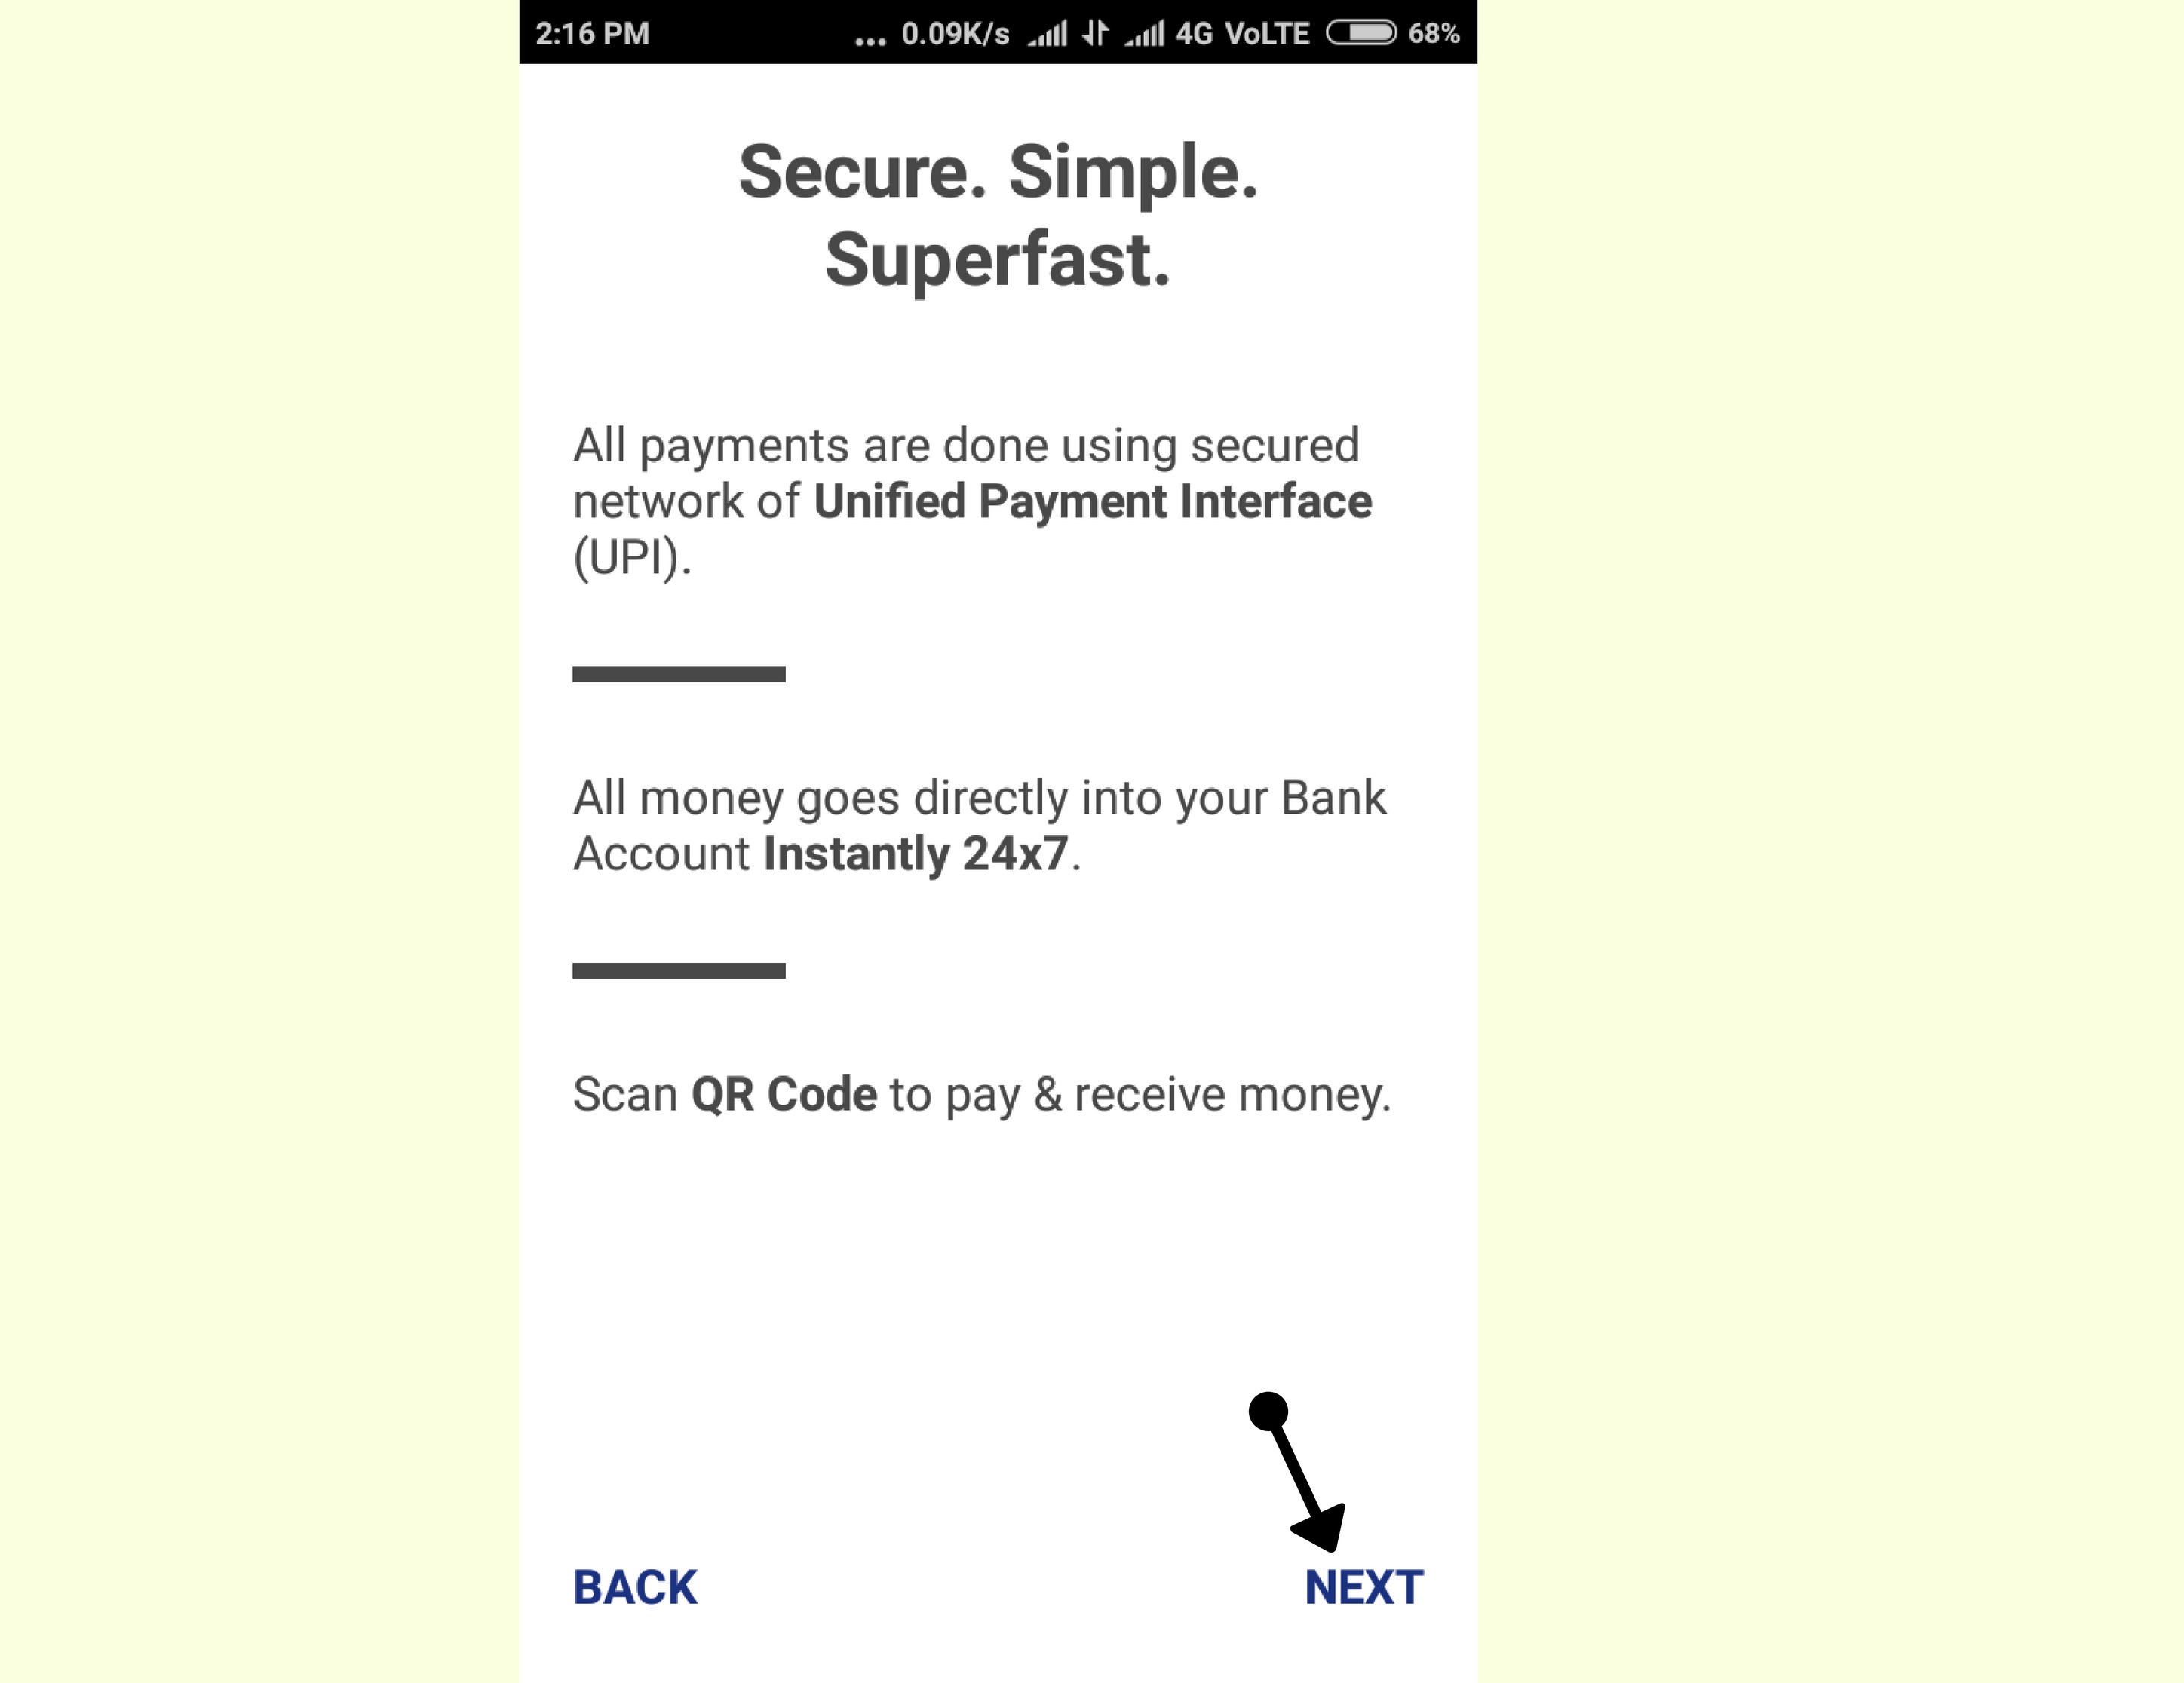 2:16 PM ... 0.09K/s 4G VoLTE 68%
Secure. Simple.
Superfast.
All payments are done using secured
network of Unified Payment Interface
(UPI).
All money goes directly into your Bank
Account Instantly 24x7.
Scan QR Code to pay & receive money.
BACK NEXT